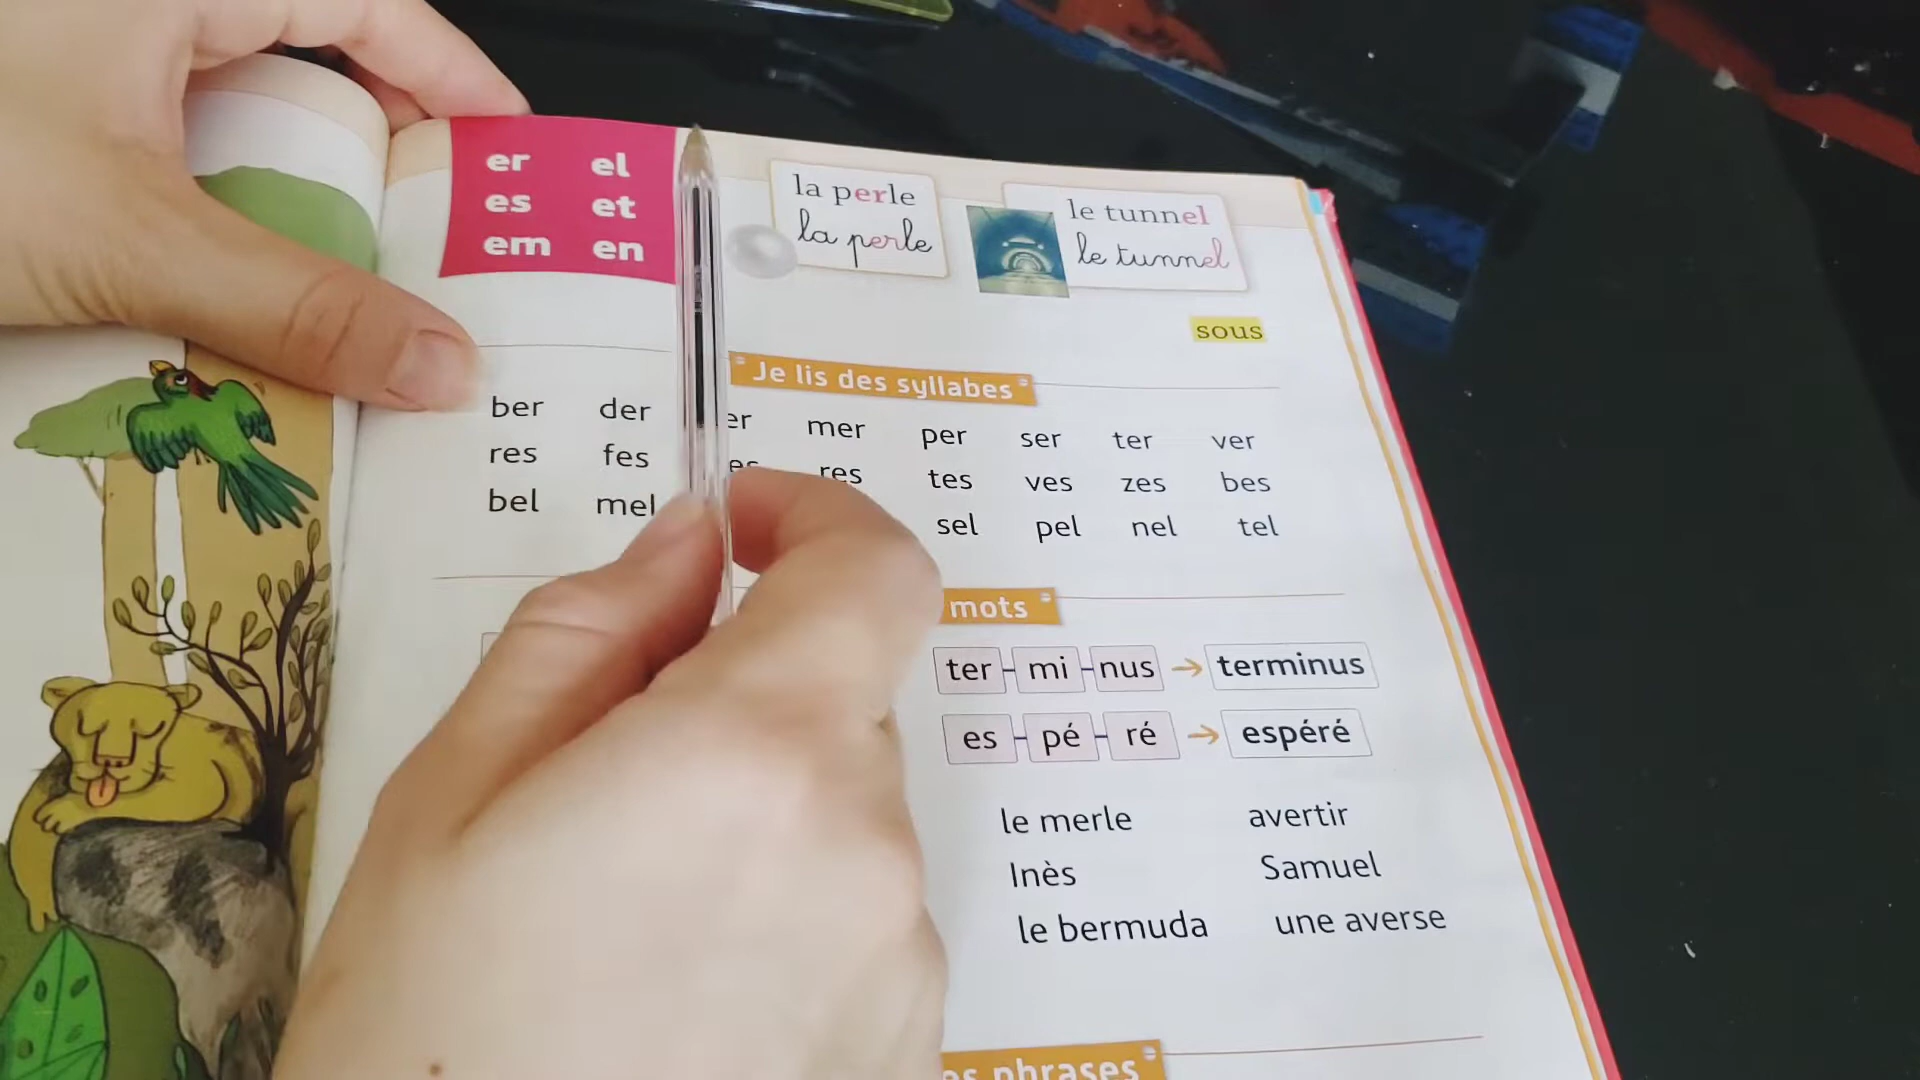 er el
es et
em en
la perle
la perle
le tunnel
le tunnel
sous
Je lis des syllabes
ber der mer per ser ter ver
res fes res tes ves zes bes
bel mel sel pel nel tel
mots
ter - mi - nus → terminus
es - pé - ré → espéré
le merle avertir
Inès Samuel
le bermuda une averse
phrases